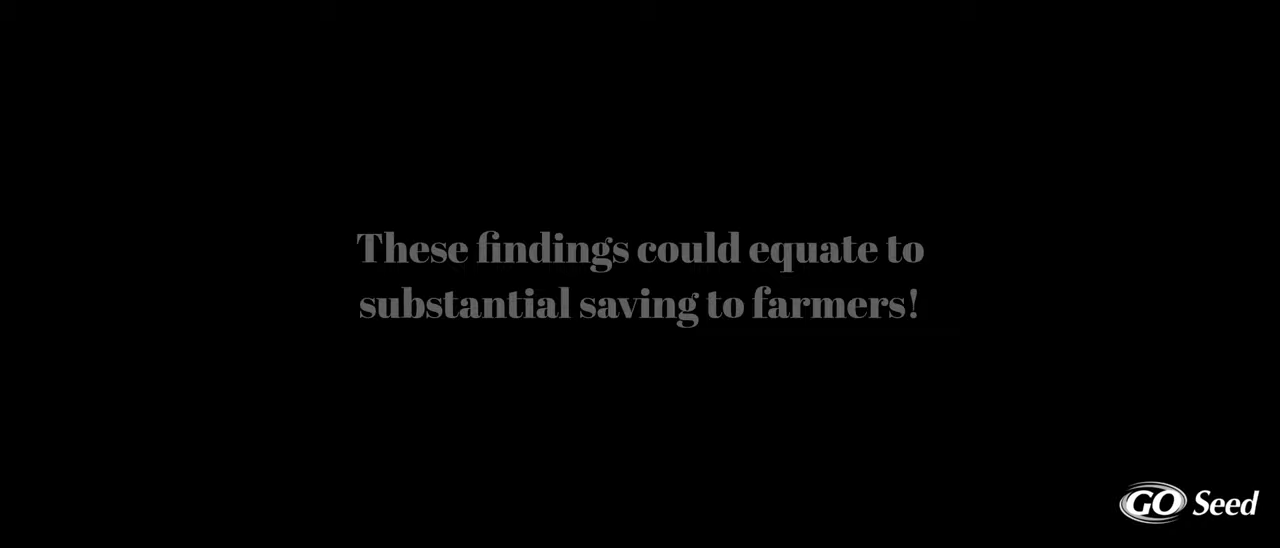 These findings could equate to
substantial saving to farmers!
GO Seed